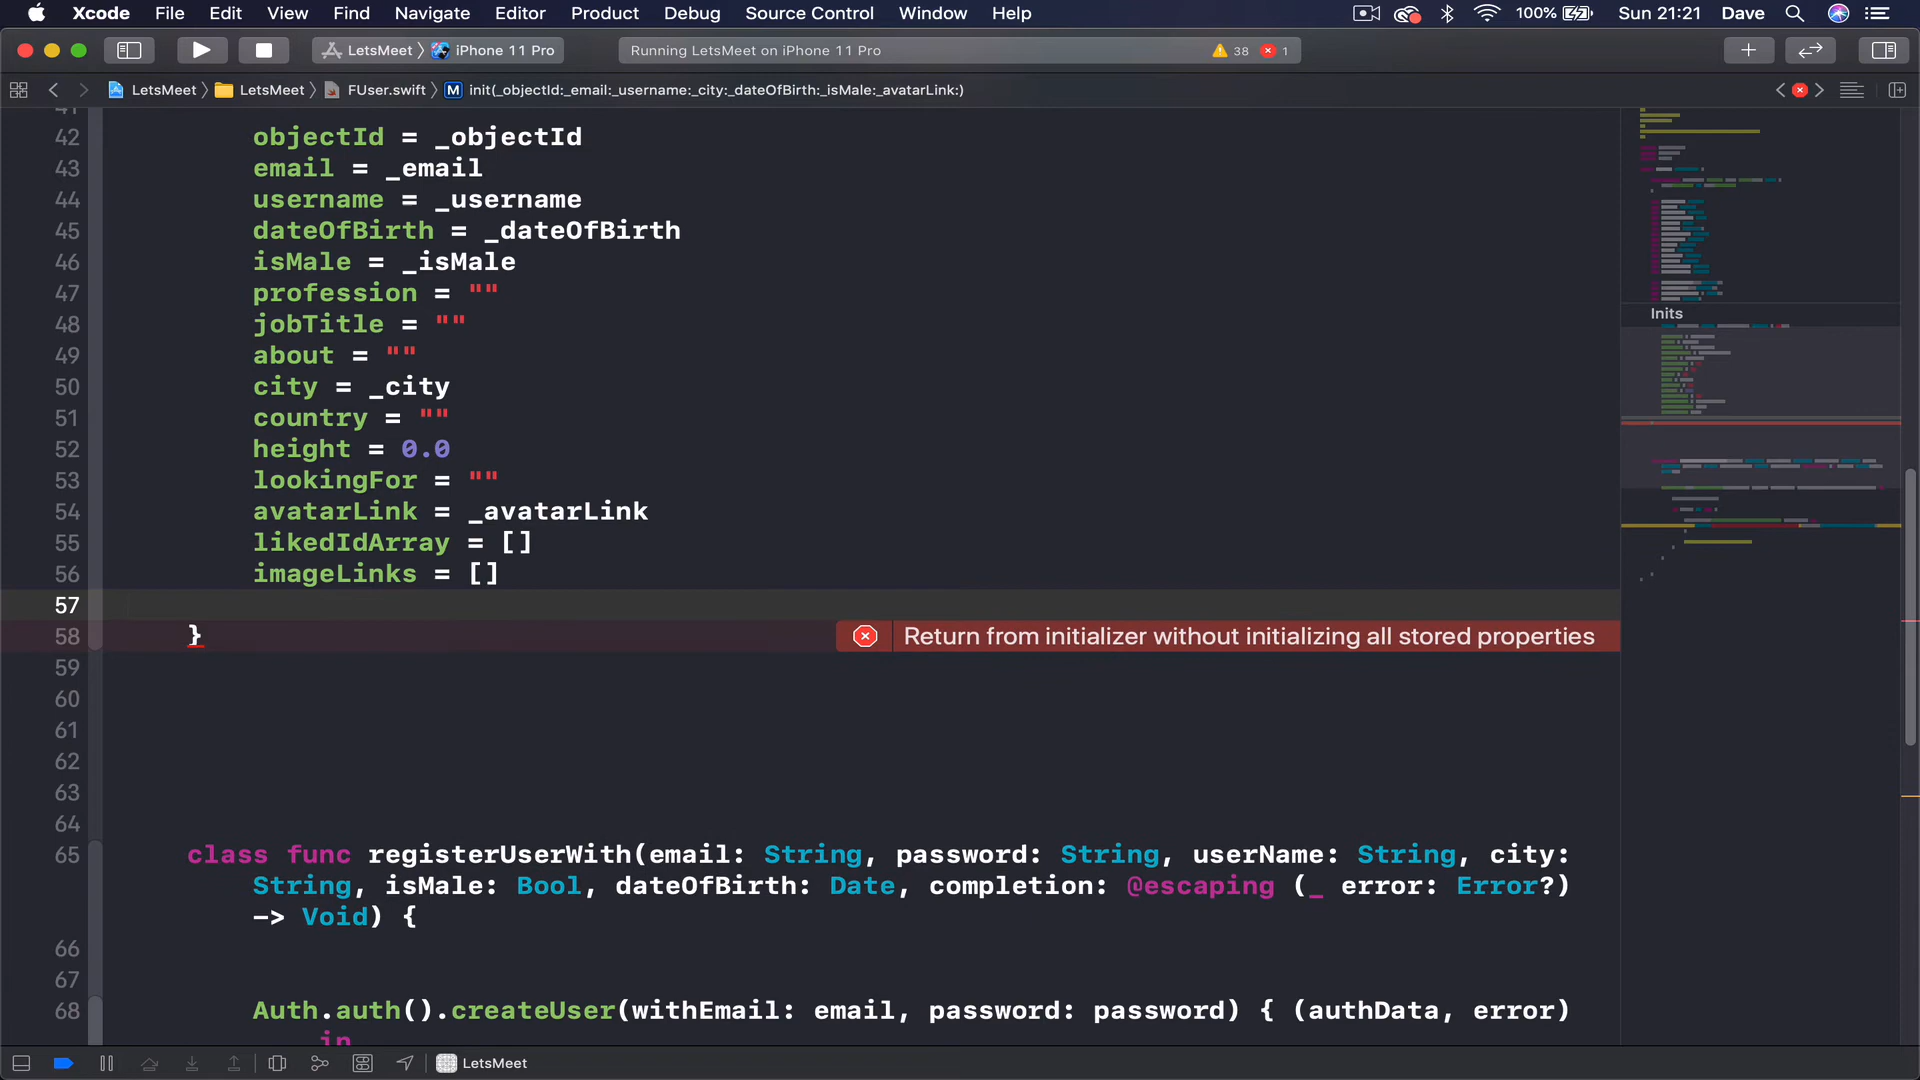 Xcode File Edit View Find Navigate Editor Product Debug Source Control Window Help 100% Sun 21:21 Dave
LetsMeet iPhone 11 Pro Running LetsMeet on iPhone 11 Pro 38 1
LetsMeet LetsMeet FUser.swift M init(_objectId:_email:_username:_city:_dateOfBirth:_isMale:_avatarLink:)
41
42 objectId = _objectId
43 email = _email
44 username = _username
45 dateOfBirth = _dateOfBirth
46 isMale = _isMale
47 profession = ""
48 jobTitle = ""
49 about = ""
50 city = _city
51 country = ""
52 height = 0.0
53 lookingFor = ""
54 avatarLink = _avatarLink
55 likedIdArray = []
56 imageLinks = []
57
58 } Return from initializer without initializing all stored properties
59
60
61
62
63
64
65 class func registerUserWith(email: String, password: String, userName: String, city:
String, isMale: Bool, dateOfBirth: Date, completion: @escaping (_ error: Error?)
-> Void) {
66
67
68 Auth.auth().createUser(withEmail: email, password: password) { (authData, error)
in
Inits
LetsMeet